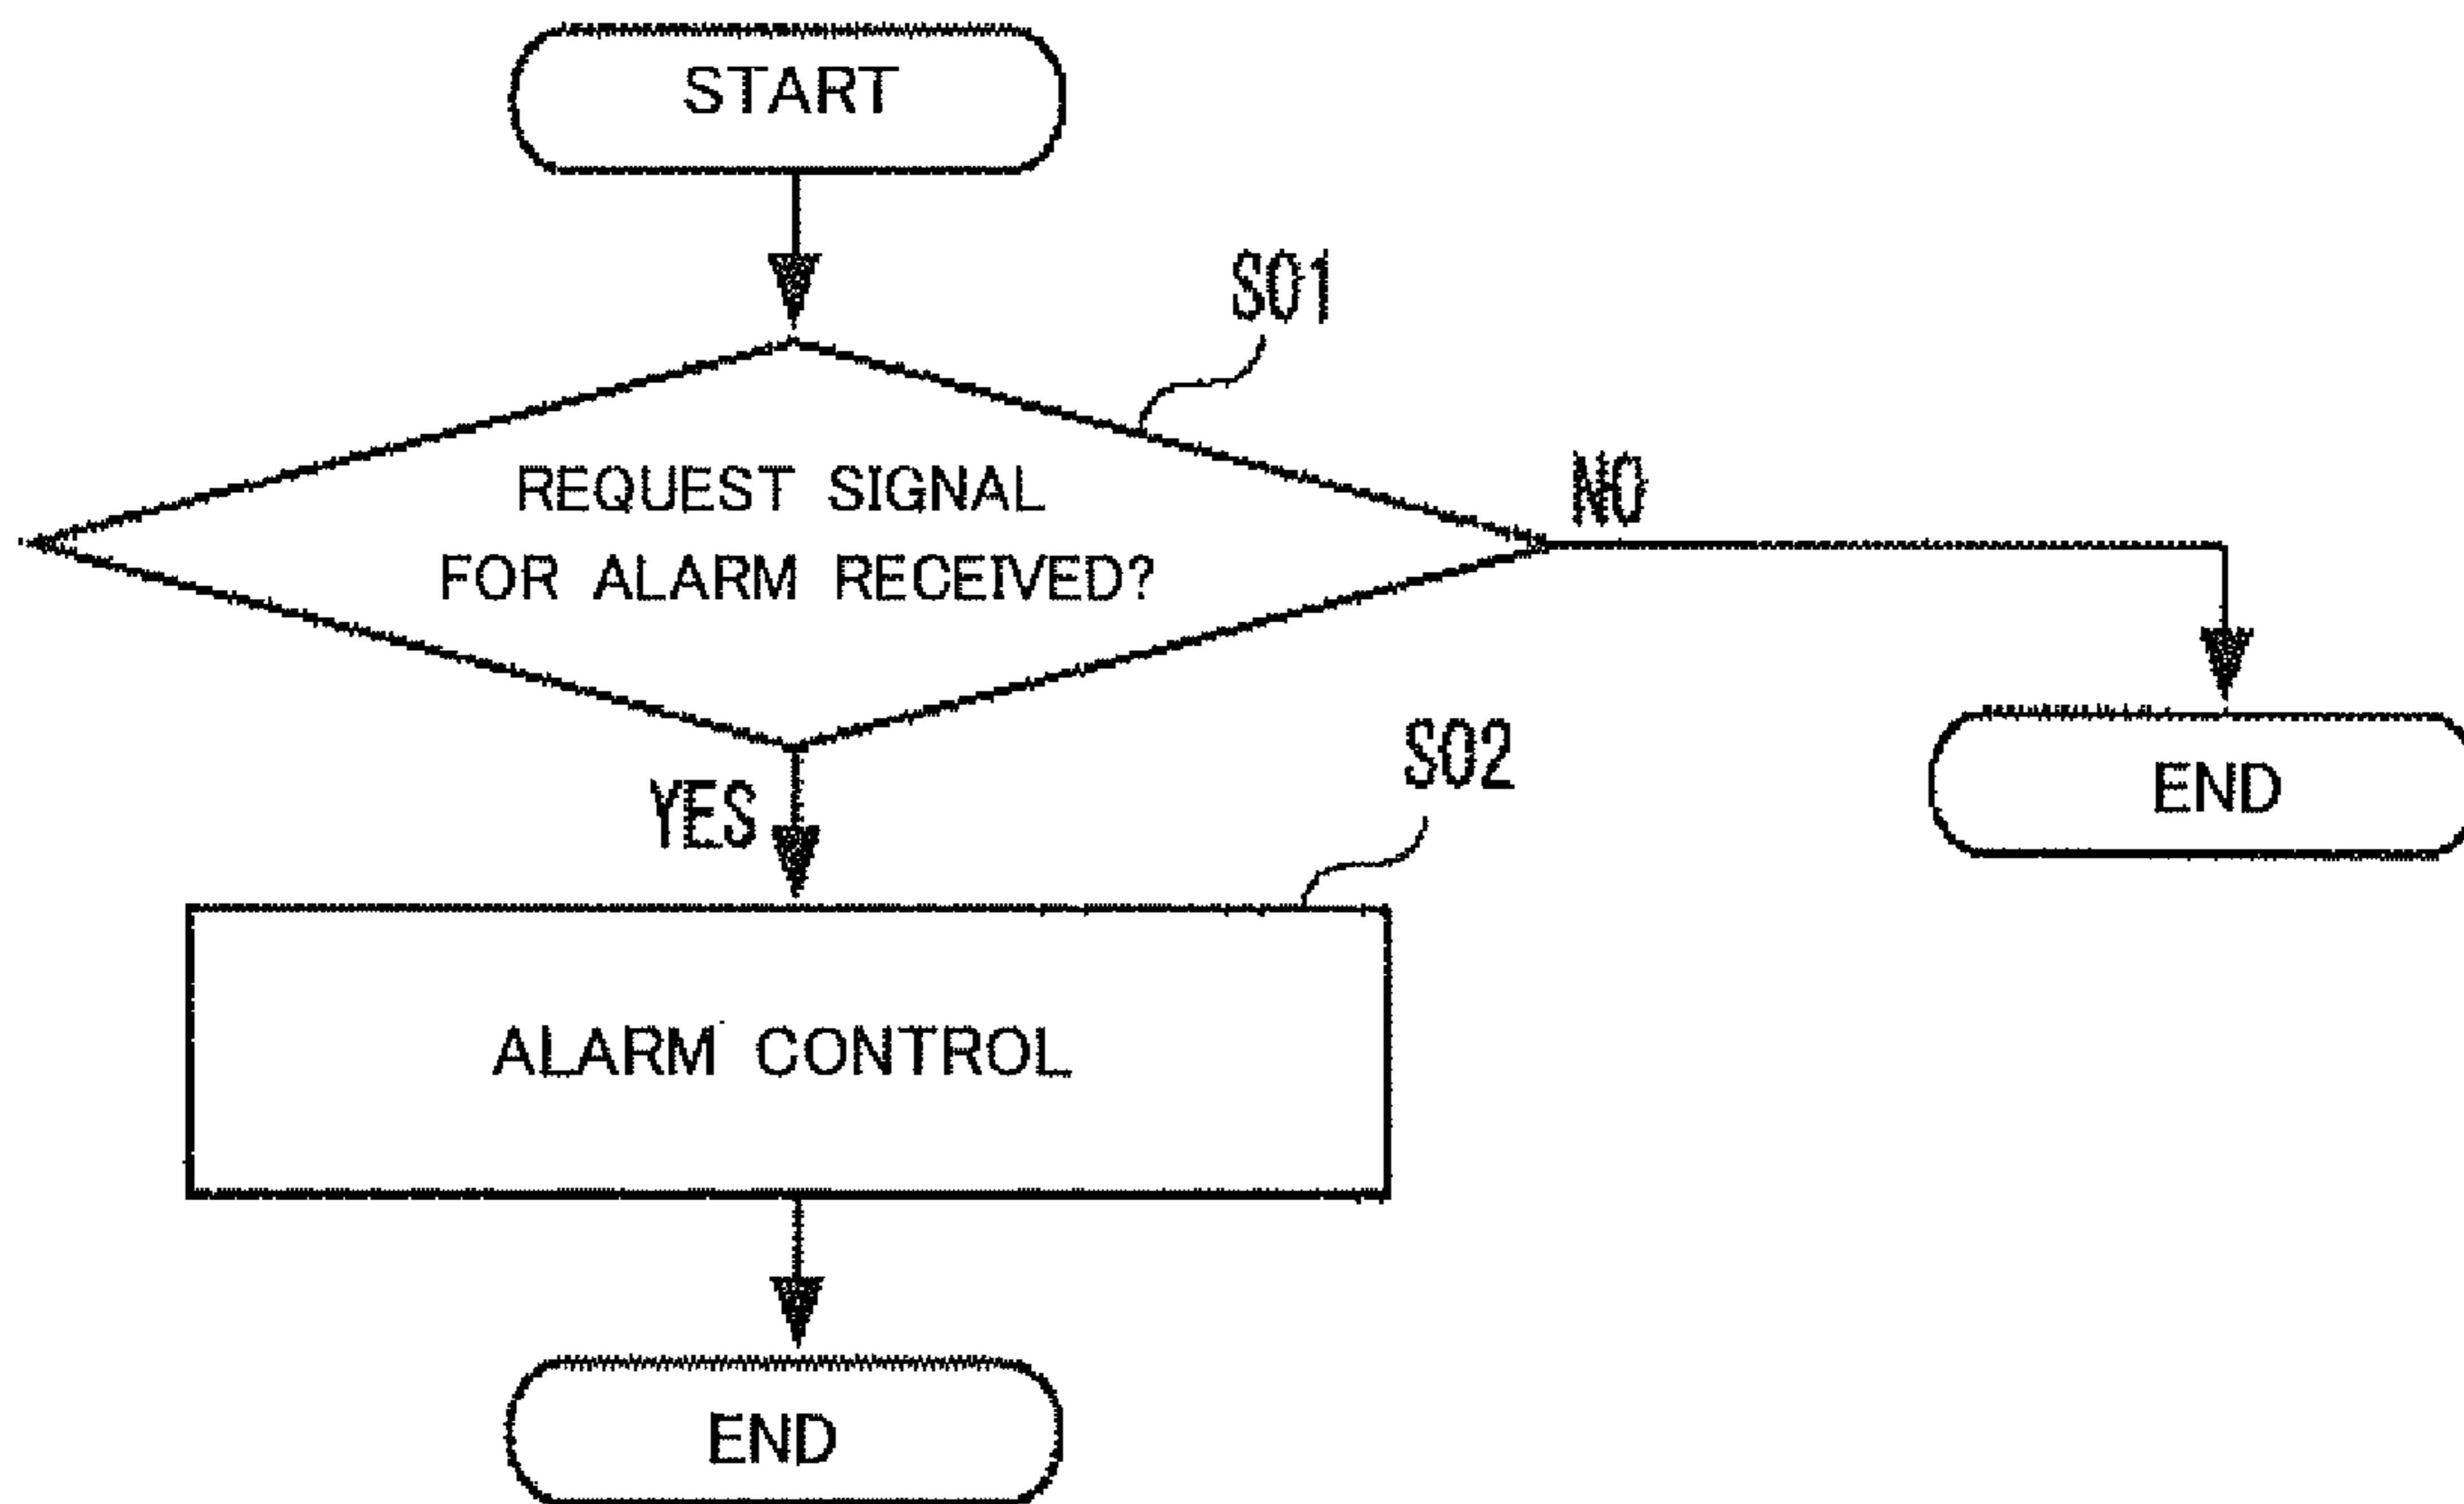 START
S01
REQUEST SIGNAL
FOR ALARM RECEIVED?
NO
YES
S02
END
ALARM CONTROL
END